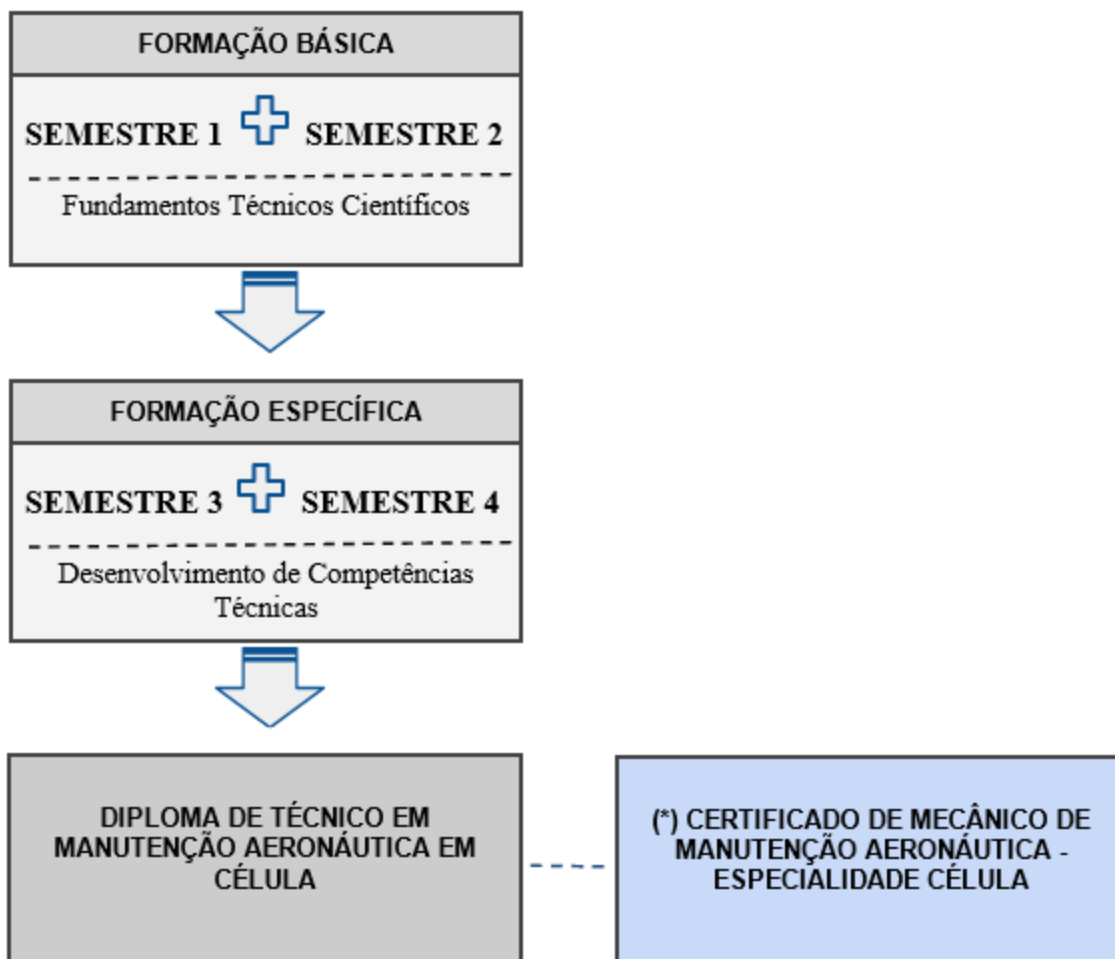 FORMAÇÃO BÁSICA
SEMESTRE 1 SEMESTRE 2
Fundamentos Técnicos Científicos
FORMAÇÃO ESPECÍFICA
SEMESTRE 3 SEMESTRE 4
Desenvolvimento de Competências
Técnicas
DIPLOMA DE TÉCNICO EM
MANUTENÇÃO AERONÁUTICA EM
CÉLULA
(*) CERTIFICADO DE MECÂNICO DE
MANUTENÇÃO AERONÁUTICA -
ESPECIALIDADE CÉLULA